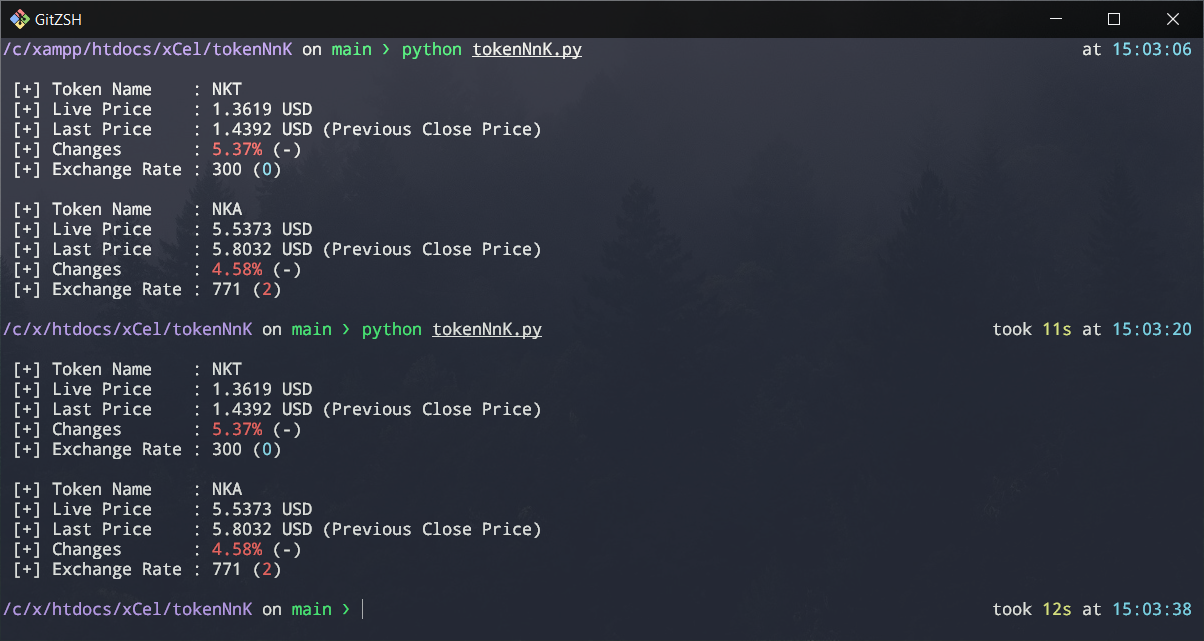 GitZSH
/c/xampp/htdocs/xCel/tokenNnK on main ❯ python tokenNnK.py at 15:03:06
[+] Token Name : NKT
[+] Live Price : 1.3619 USD
[+] Last Price : 1.4392 USD (Previous Close Price)
[+] Changes : 5.37% (-)
[+] Exchange Rate : 300 (0)
[+] Token Name : NKA
[+] Live Price : 5.5373 USD
[+] Last Price : 5.8032 USD (Previous Close Price)
[+] Changes : 4.58% (-)
[+] Exchange Rate : 771 (2)
/c/x/htdocs/xCel/tokenNnK on main ❯ python tokenNnK.py took 11s at 15:03:20
[+] Token Name : NKT
[+] Live Price : 1.3619 USD
[+] Last Price : 1.4392 USD (Previous Close Price)
[+] Changes : 5.37% (-)
[+] Exchange Rate : 300 (0)
[+] Token Name : NKA
[+] Live Price : 5.5373 USD
[+] Last Price : 5.8032 USD (Previous Close Price)
[+] Changes : 4.58% (-)
[+] Exchange Rate : 771 (2)
/c/x/htdocs/xCel/tokenNnK on main ❯ took 12s at 15:03:38